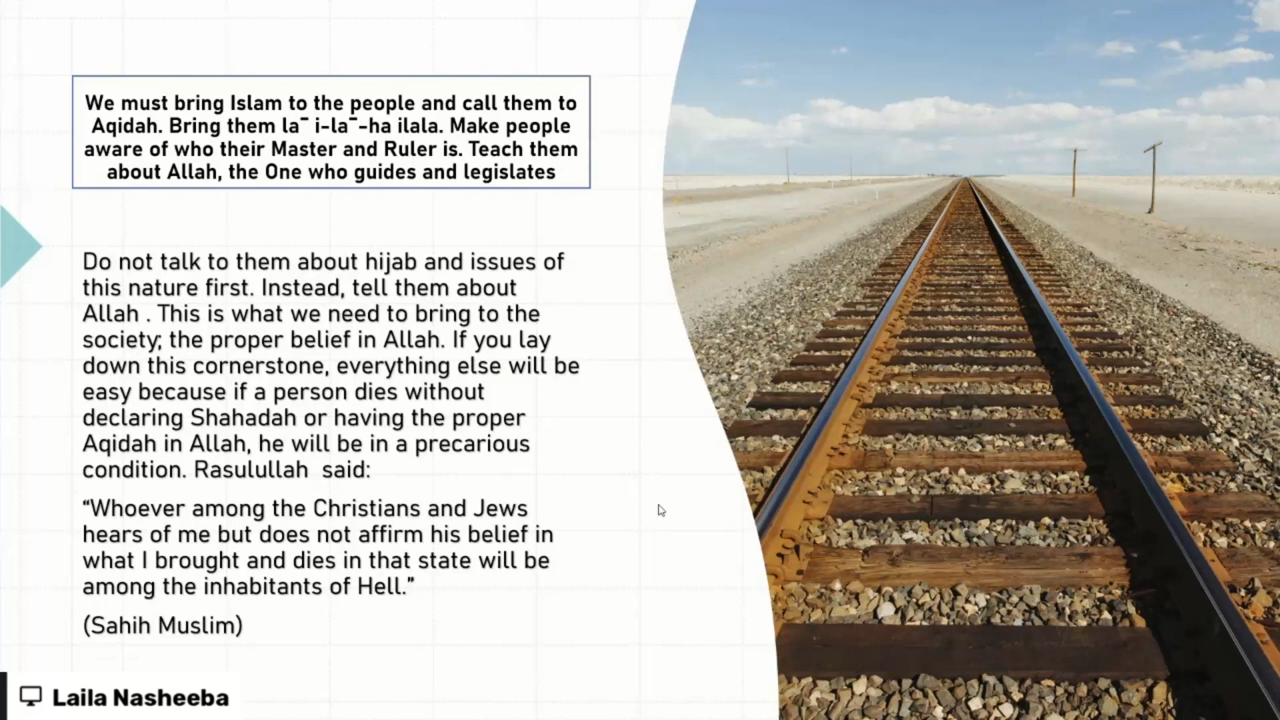 We must bring Islam to the people and call them to
Aqidah. Bring them la¯ i-la¯-ha ilala. Make people
aware of who their Master and Ruler is. Teach them
about Allah, the One who guides and legislates
Do not talk to them about hijab and issues of
this nature first. Instead, tell them about
Allah . This is what we need to bring to the
society; the proper belief in Allah. If you lay
down this cornerstone, everything else will be
easy because if a person dies without
declaring Shahadah or having the proper
Aqidah in Allah, he will be in a precarious
condition. Rasulullah  said:
“Whoever among the Christians and Jews
hears of me but does not affirm his belief in
what I brought and dies in that state will be
among the inhabitants of Hell.”
(Sahih Muslim)
Laila Nasheeba